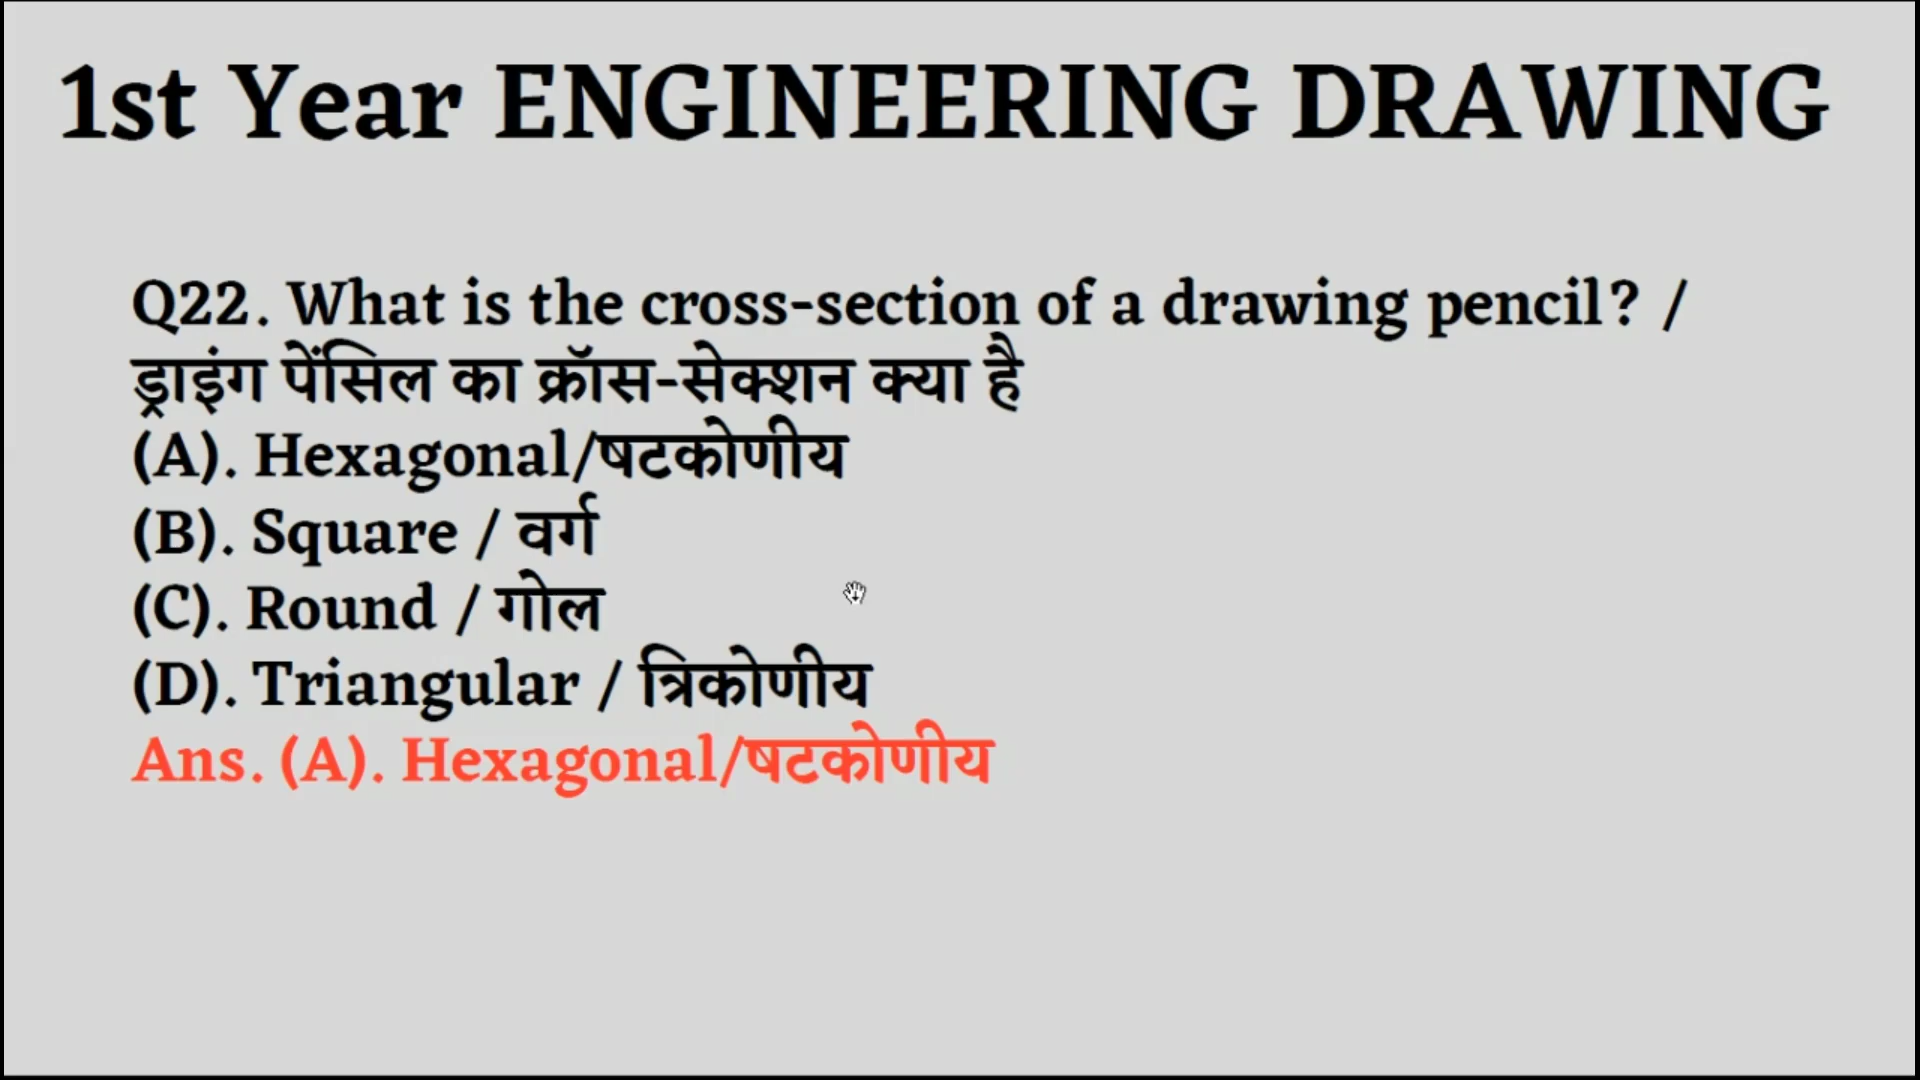 1st Year ENGINEERING DRAWING
Q22. What is the cross-section of a drawing pencil? /
ड्राइंग पेंसिल का क्रॉस-सेक्शन क्या है
(A). Hexagonal/षटकोणीय
(B). Square / वर्ग
(C). Round / गोल
(D). Triangular / त्रिकोणीय
Ans. (A). Hexagonal/षटकोणीय